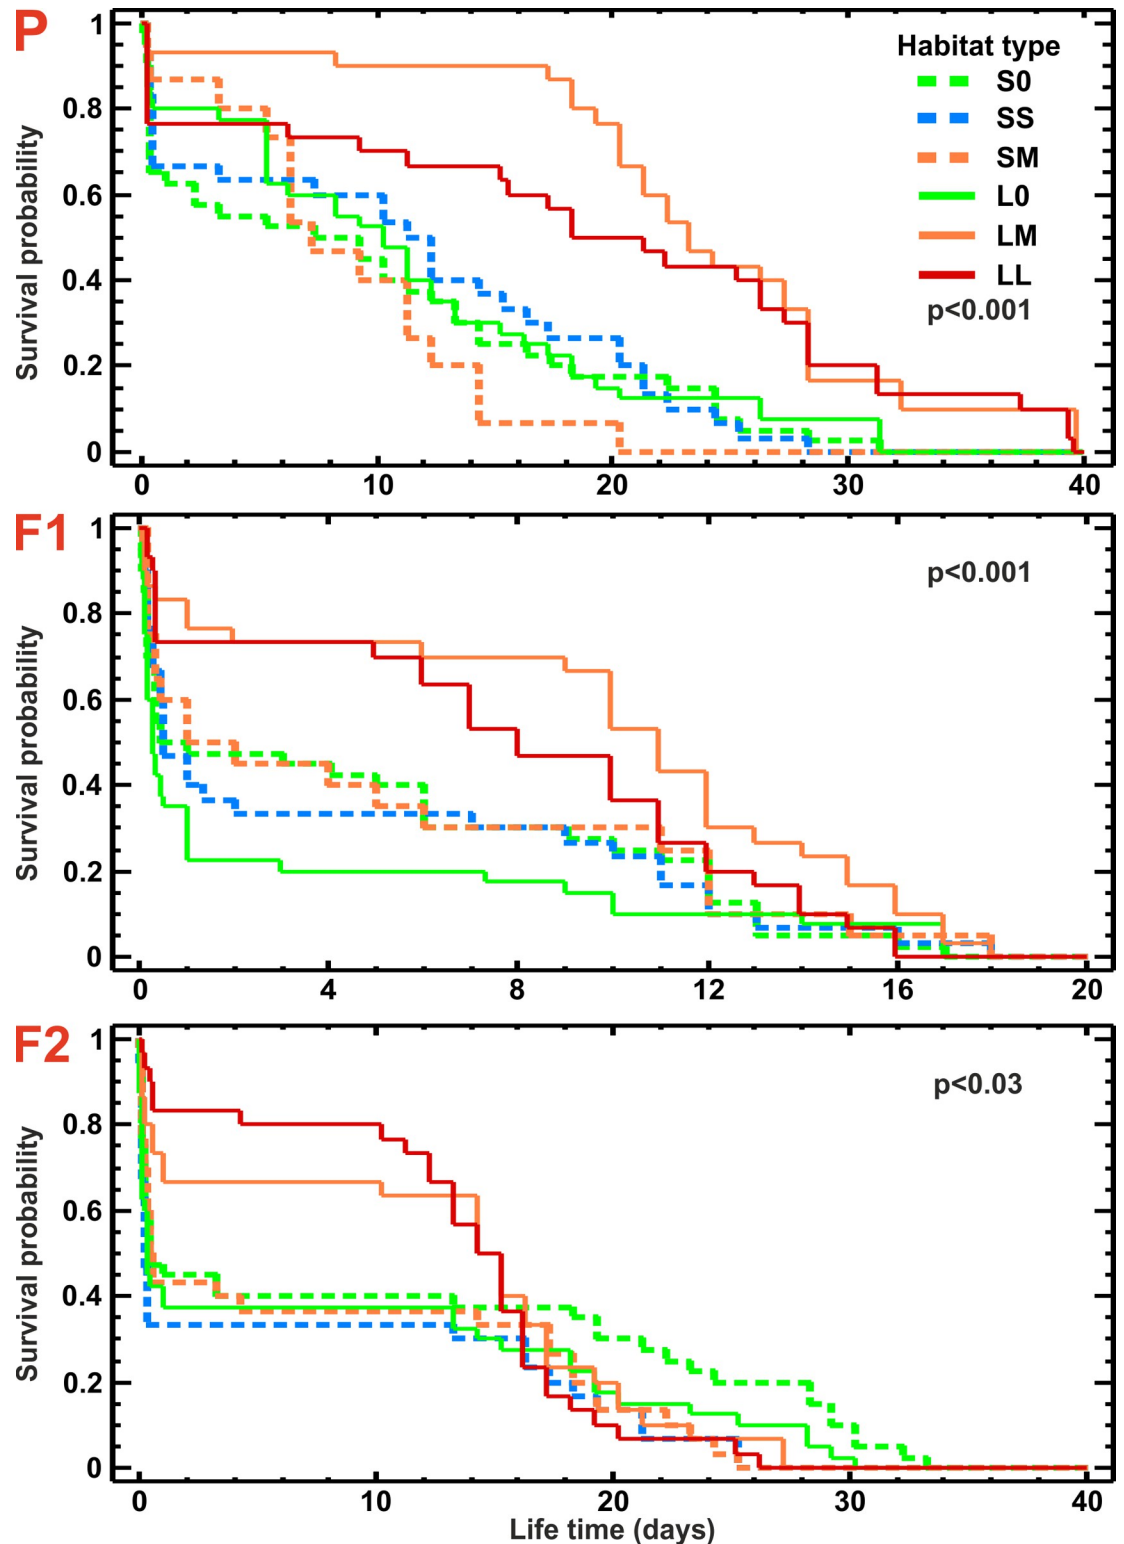 P
1
0.8
0.6
0.4
0.2
0
Survival probability
Habitat type
S0
SS
SM
L0
LM
LL
p<0.001
0 10 20 30 40
F1
1
0.8
0.6
0.4
0.2
0
Survival probability
p<0.001
0 4 8 12 16 20
F2
1
0.8
0.6
0.4
0.2
0
Survival probability
p<0.03
0 10 20 30 40
Life time (days)